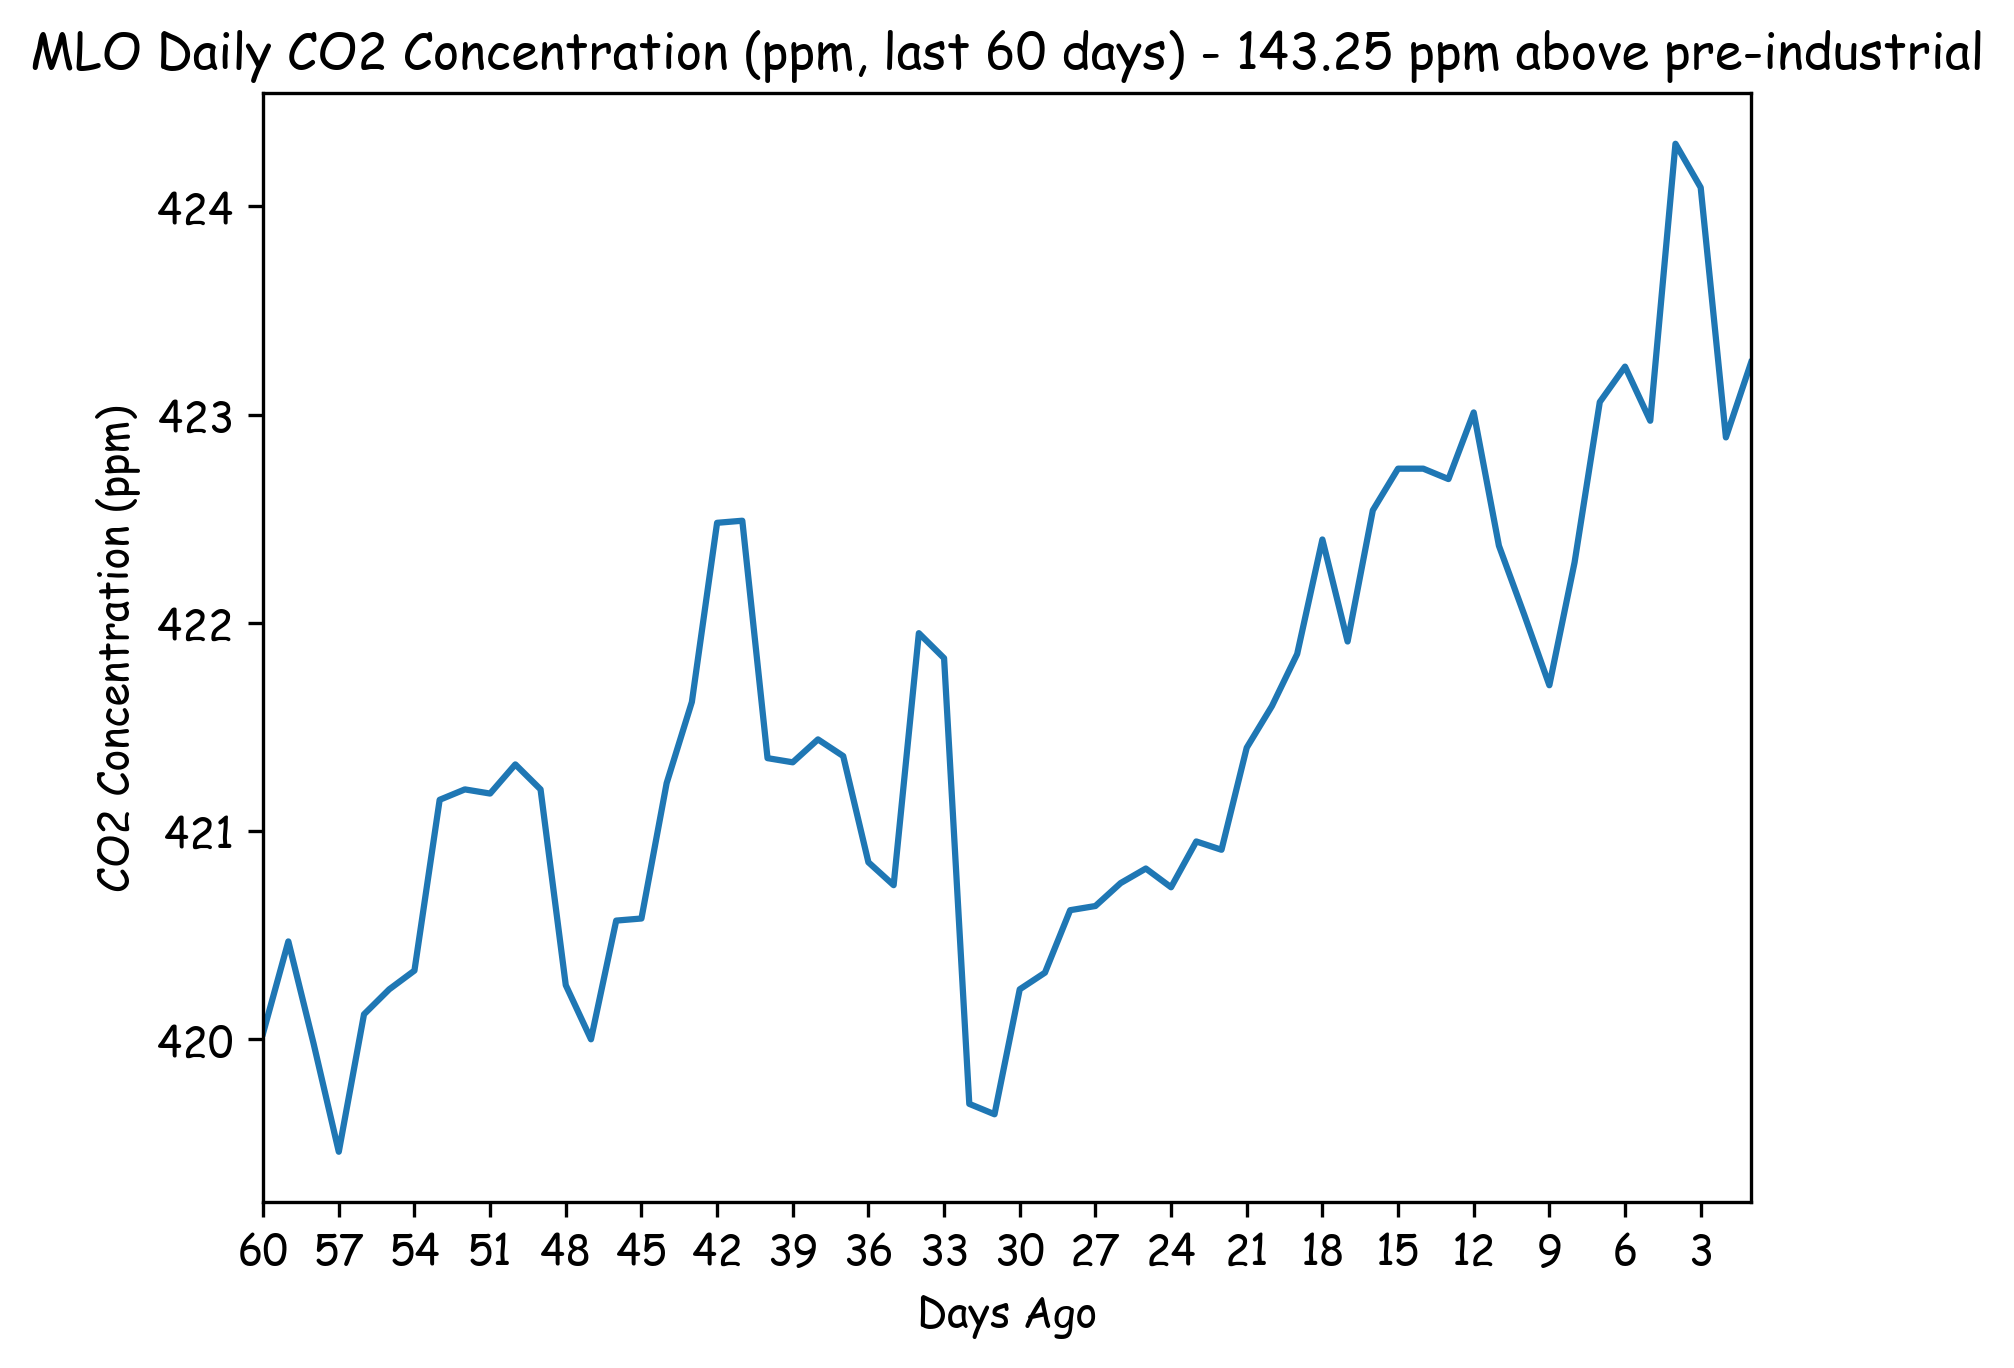 MLO Daily CO2 Concentration (ppm, last 60 days) - 143.25 ppm above pre-industrial
424
423
422
421
420
CO2 Concentration (ppm)
60 57 54 51 48 45 42 39 36 33 30 27 24 21 18 15 12 9 6 3
Days Ago